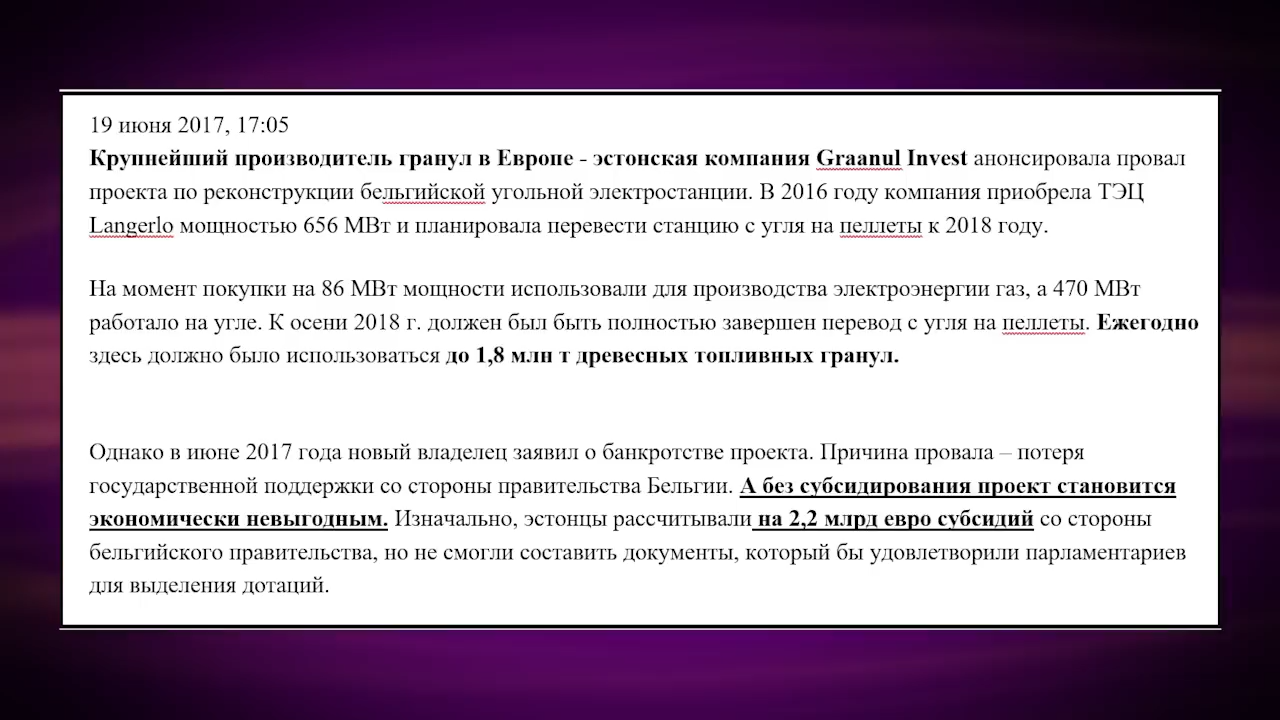 19 июня 2017, 17:05
Крупнейший производитель гранул в Европе - эстонская компания Graanul Invest анонсировала провал
проекта по реконструкции бельгийской угольной электростанции. В 2016 году компания приобрела ТЭЦ
Langerlo мощностью 656 МВт и планировала перевести станцию с угля на пеллеты к 2018 году.
На момент покупки на 86 МВт мощности использовали для производства электроэнергии газ, а 470 МВт
работало на угле. К осени 2018 г. должен был быть полностью завершен перевод с угля на пеллеты. Ежегодно
здесь должно было использоваться до 1,8 млн т древесных топливных гранул.
Однако в июне 2017 года новый владелец заявил о банкротстве проекта. Причина провала – потеря
государственной поддержки со стороны правительства Бельгии. А без субсидирования проект становится
экономически невыгодным. Изначально, эстонцы рассчитывали на 2,2 млрд евро субсидий со стороны
бельгийского правительства, но не смогли составить документы, который бы удовлетворили парламентариев
для выделения дотаций.